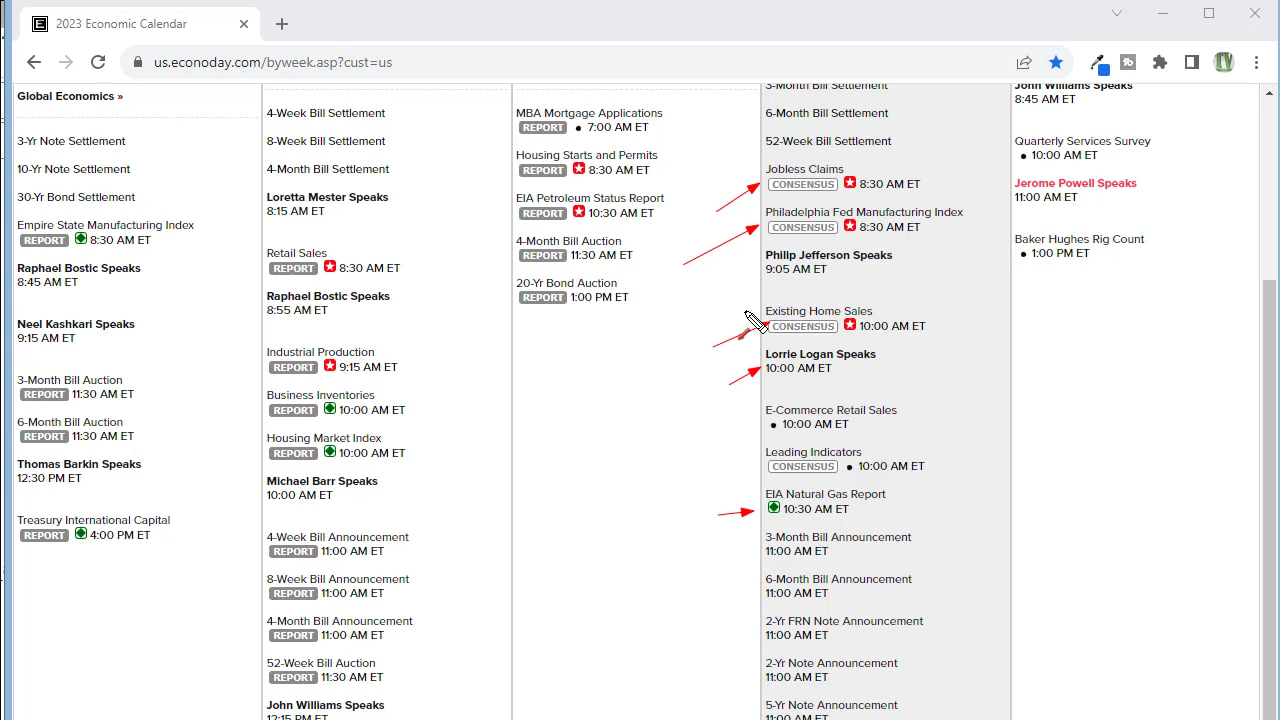 2023 Economic Calendar
us.econoday.com/byweek.asp?cust=us
Global Economics »
3-Yr Note Settlement
10-Yr Note Settlement
30-Yr Bond Settlement
Empire State Manufacturing Index
REPORT 8:30 AM ET
Raphael Bostic Speaks
8:45 AM ET
Neel Kashkari Speaks
9:15 AM ET
3-Month Bill Auction
REPORT 11:30 AM ET
6-Month Bill Auction
REPORT 11:30 AM ET
Thomas Barkin Speaks
12:30 PM ET
Treasury International Capital
REPORT 4:00 PM ET
4-Week Bill Settlement
8-Week Bill Settlement
4-Month Bill Settlement
Loretta Mester Speaks
8:15 AM ET
Retail Sales
REPORT 8:30 AM ET
Raphael Bostic Speaks
8:55 AM ET
Industrial Production
REPORT 9:15 AM ET
Business Inventories
REPORT 10:00 AM ET
Housing Market Index
REPORT 10:00 AM ET
Michael Barr Speaks
10:00 AM ET
4-Week Bill Announcement
REPORT 11:00 AM ET
8-Week Bill Announcement
REPORT 11:00 AM ET
4-Month Bill Announcement
REPORT 11:00 AM ET
52-Week Bill Auction
REPORT 11:30 AM ET
John Williams Speaks
12:15 PM ET
MBA Mortgage Applications
REPORT • 7:00 AM ET
Housing Starts and Permits
REPORT 8:30 AM ET
EIA Petroleum Status Report
REPORT 10:30 AM ET
4-Month Bill Auction
REPORT 11:30 AM ET
20-Yr Bond Auction
REPORT 1:00 PM ET
3-Month Bill Settlement
6-Month Bill Settlement
52-Week Bill Settlement
Jobless Claims
CONSENSUS 8:30 AM ET
Philadelphia Fed Manufacturing Index
CONSENSUS 8:30 AM ET
Philip Jefferson Speaks
9:05 AM ET
Existing Home Sales
CONSENSUS 10:00 AM ET
Lorrie Logan Speaks
10:00 AM ET
E-Commerce Retail Sales
• 10:00 AM ET
Leading Indicators
CONSENSUS • 10:00 AM ET
EIA Natural Gas Report
10:30 AM ET
3-Month Bill Announcement
11:00 AM ET
6-Month Bill Announcement
11:00 AM ET
2-Yr FRN Note Announcement
11:00 AM ET
2-Yr Note Announcement
11:00 AM ET
5-Yr Note Announcement
11:00 AM ET
John Williams Speaks
8:45 AM ET
Quarterly Services Survey
• 10:00 AM ET
Jerome Powell Speaks
11:00 AM ET
Baker Hughes Rig Count
• 1:00 PM ET